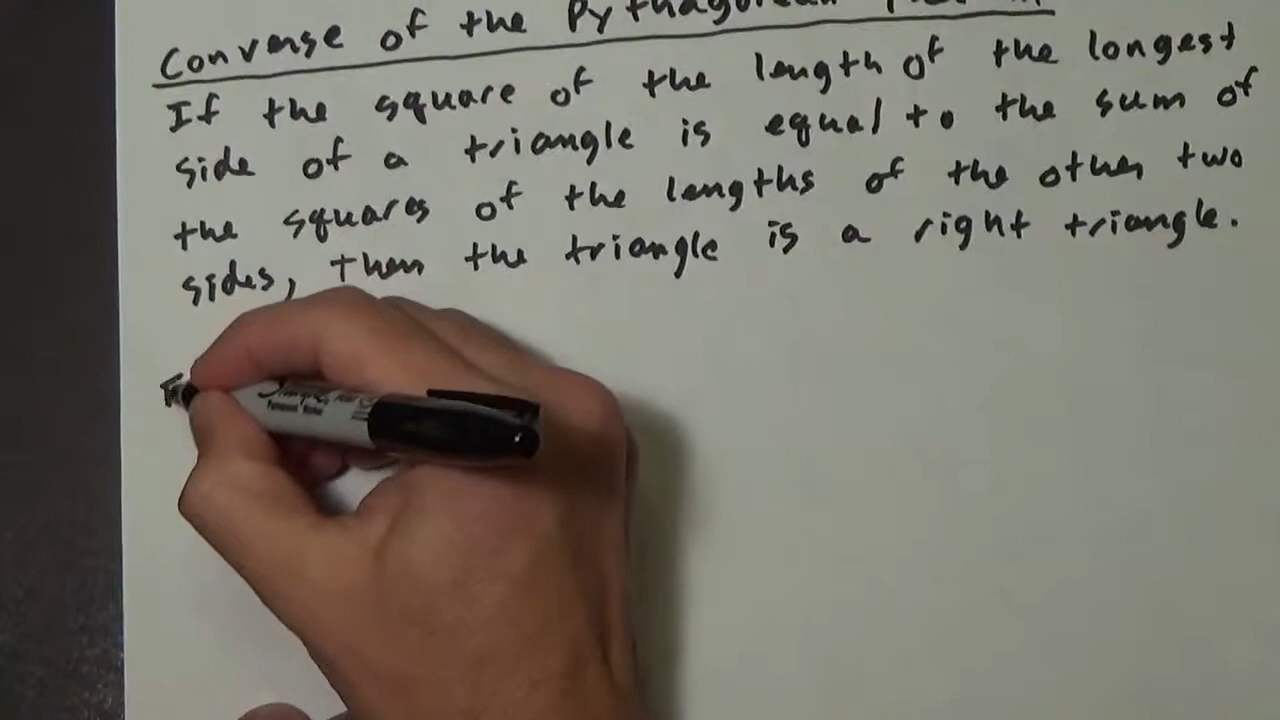 Converse of the Pythagorean
If the square of the length of the longest
side of a triangle is equal to the sum of
the squares of the lengths of the other two
sides, then the triangle is a right triangle.